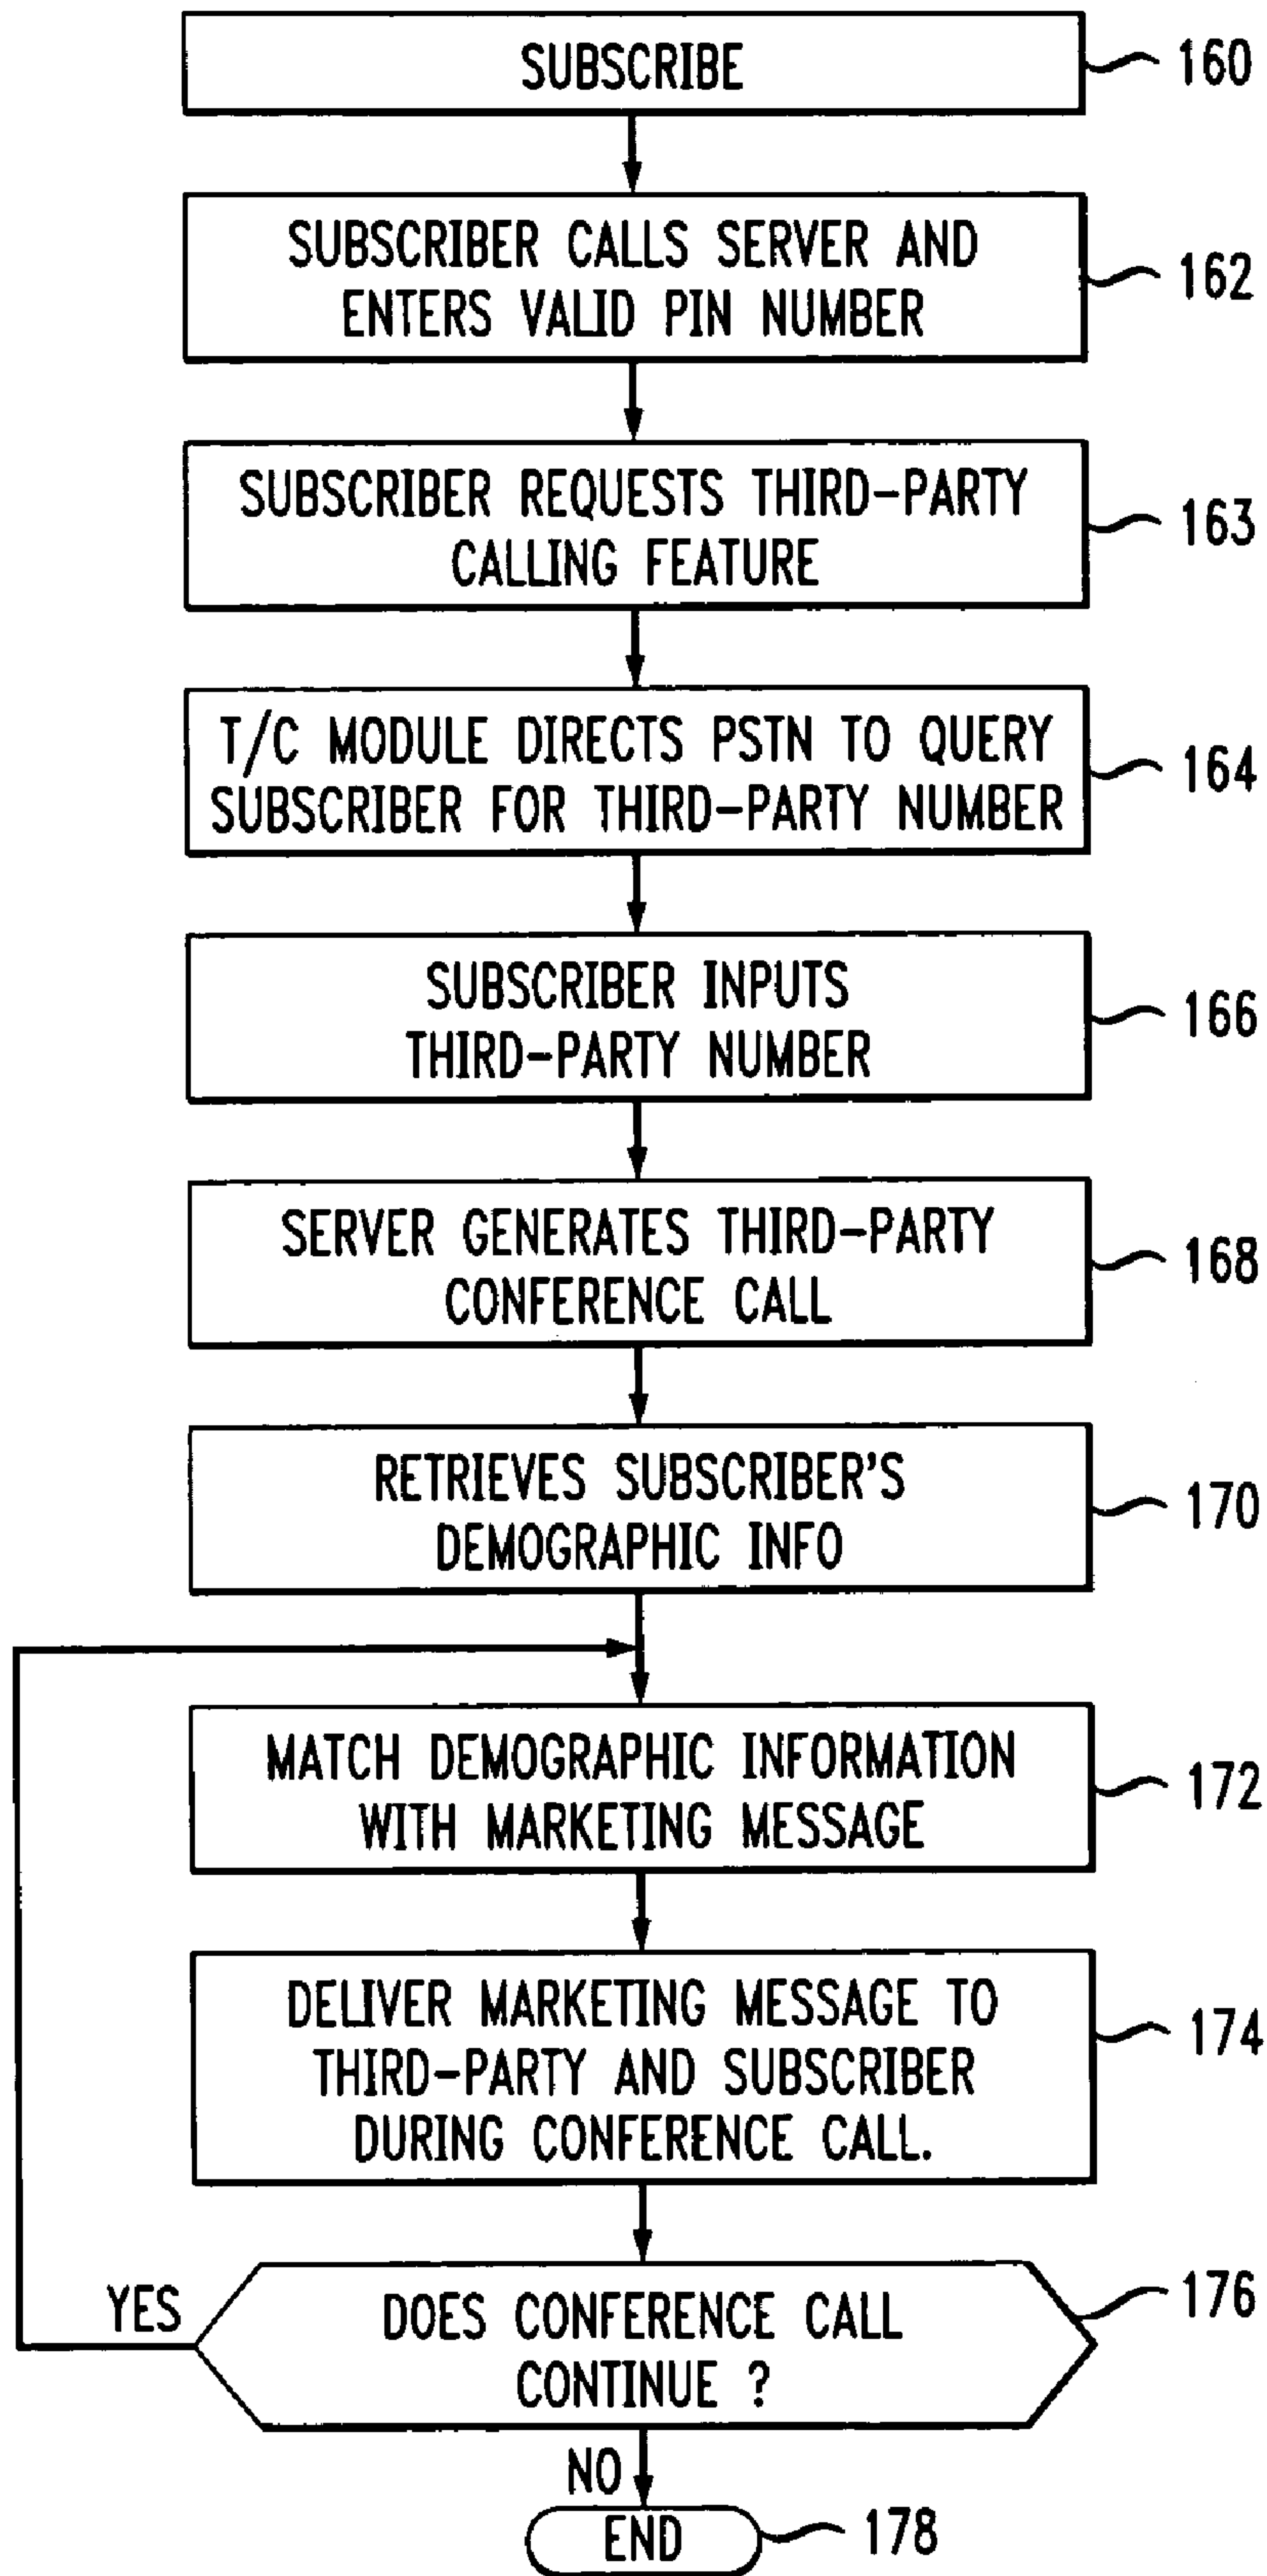 SUBSCRIBE
160
SUBSCRIBER CALLS SERVER AND
ENTERS VALID PIN NUMBER
162
SUBSCRIBER REQUESTS THIRD-PARTY
CALLING FEATURE
163
T/C MODULE DIRECTS PSTN TO QUERY
SUBSCRIBER FOR THIRD-PARTY NUMBER
164
SUBSCRIBER INPUTS
THIRD-PARTY NUMBER
166
SERVER GENERATES THIRD-PARTY
CONFERENCE CALL
168
RETRIEVES SUBSCRIBER'S
DEMOGRAPHIC INFO
170
MATCH DEMOGRAPHIC INFORMATION
WITH MARKETING MESSAGE
172
DELIVER MARKETING MESSAGE TO
THIRD-PARTY AND SUBSCRIBER
DURING CONFERENCE CALL.
174
YES
DOES CONFERENCE CALL
CONTINUE ?
176
NO
END
178